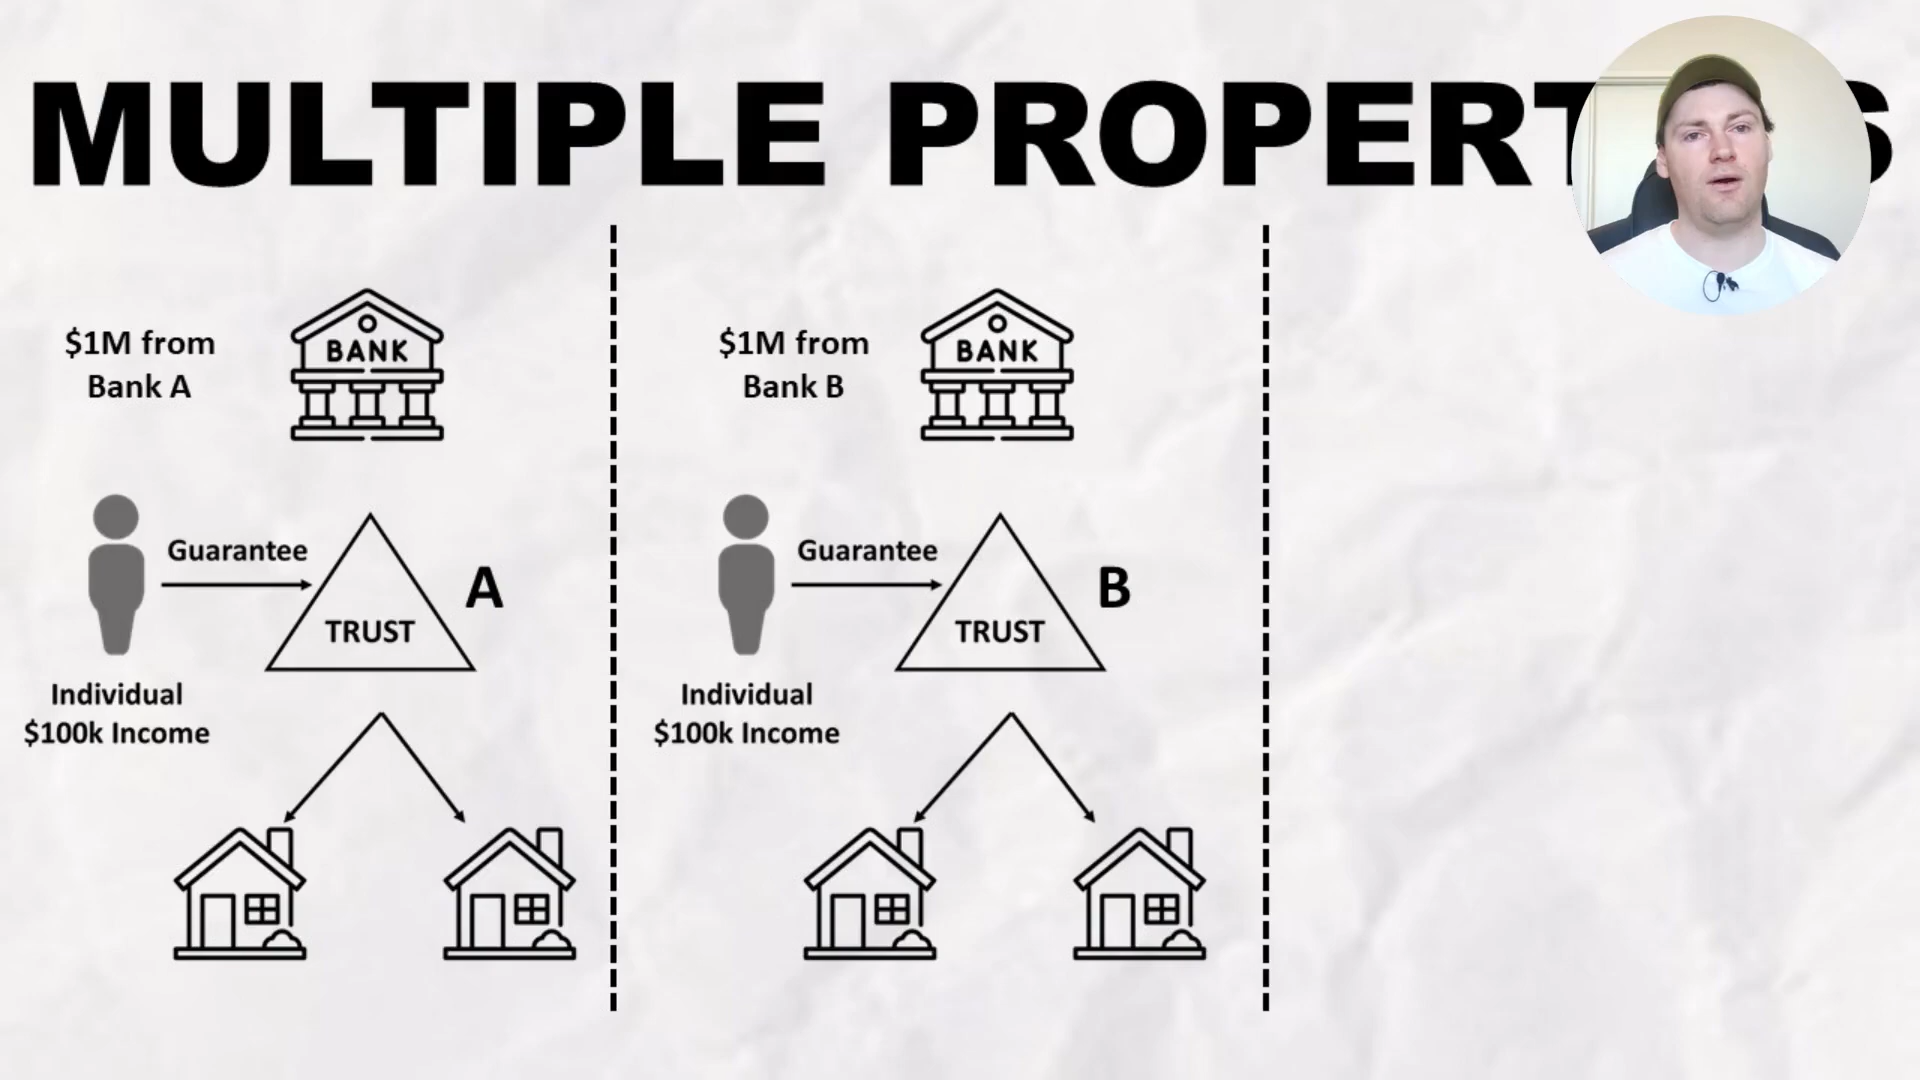 MULTIPLE PROPERT S
$1M from
Bank A
BANK
Guarantee
TRUST
A
Individual
$100k Income
$1M from
Bank B
BANK
Guarantee
TRUST
B
Individual
$100k Income